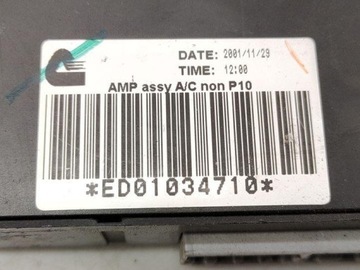 DATE: 2001/11/29
TIME: 12:00
AMP assy A/C non P10
*ED01034710*